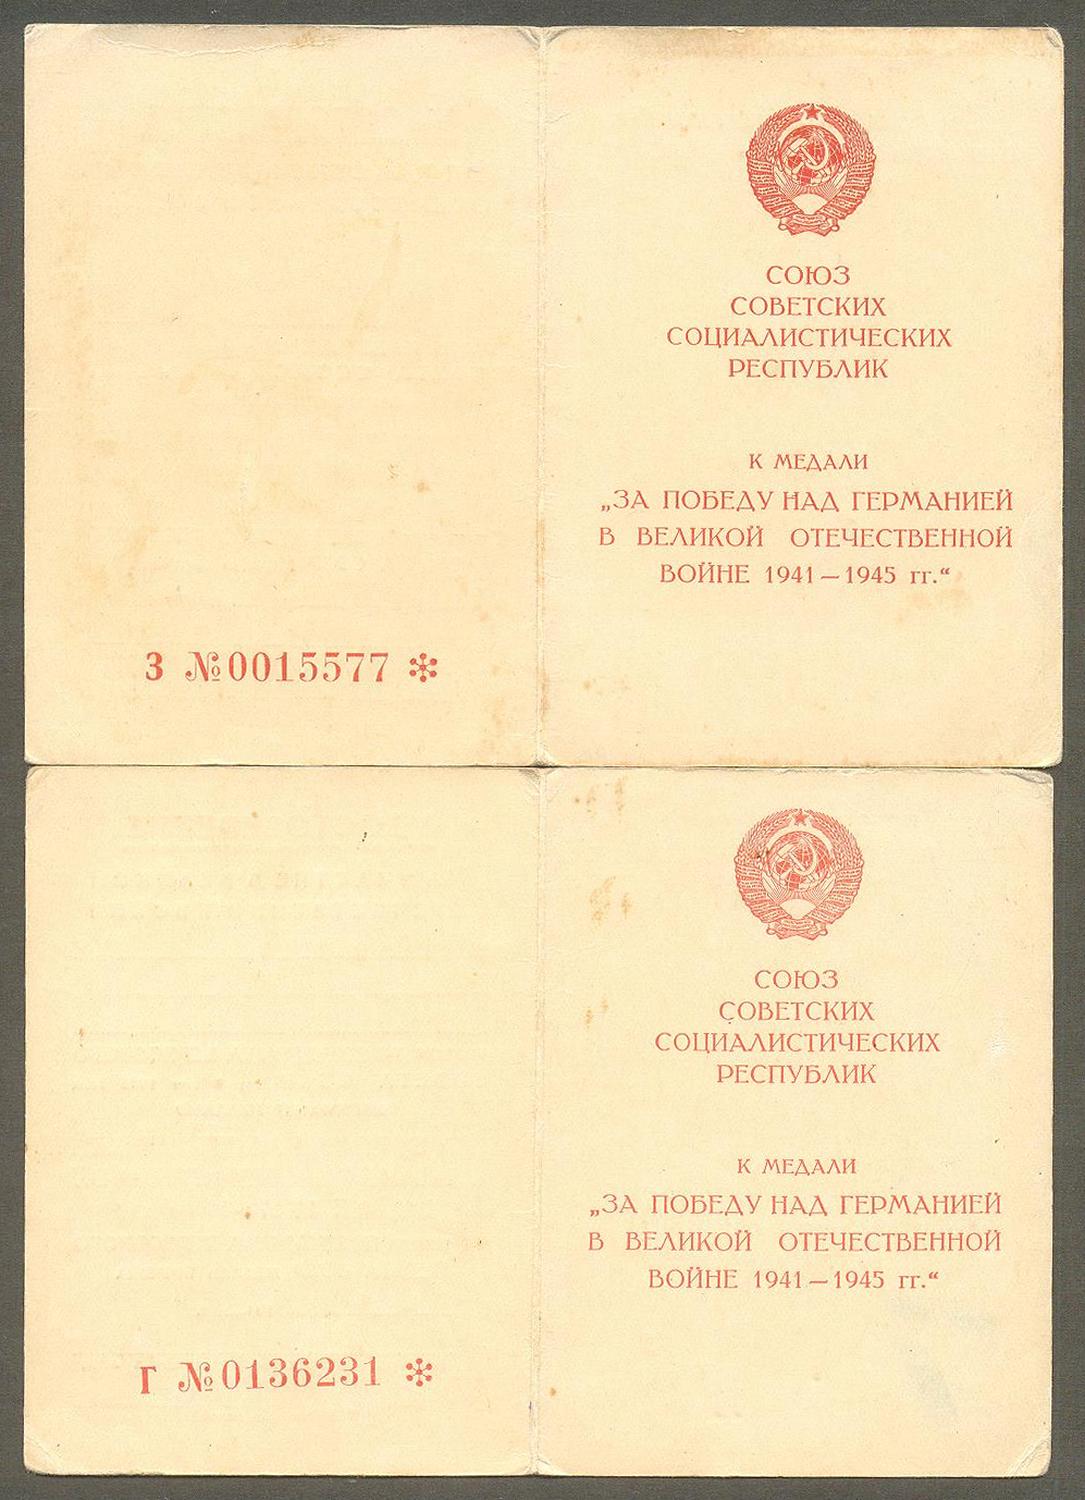 СОЮЗ
СОВЕТСКИХ
СОЦИАЛИСТИЧЕСКИХ
РЕСПУБЛИК
К МЕДАЛИ
„ЗА ПОБЕДУ НАД ГЕРМАНИЕЙ
В ВЕЛИКОЙ ОТЕЧЕСТВЕННОЙ
ВОЙНЕ 1941—1945 гг.“
З №0015577 *
СОЮЗ
СОВЕТСКИХ
СОЦИАЛИСТИЧЕСКИХ
РЕСПУБЛИК
К МЕДАЛИ
„ЗА ПОБЕДУ НАД ГЕРМАНИЕЙ
В ВЕЛИКОЙ ОТЕЧЕСТВЕННОЙ
ВОЙНЕ 1941—1945 гг.“
Г №0136231 *